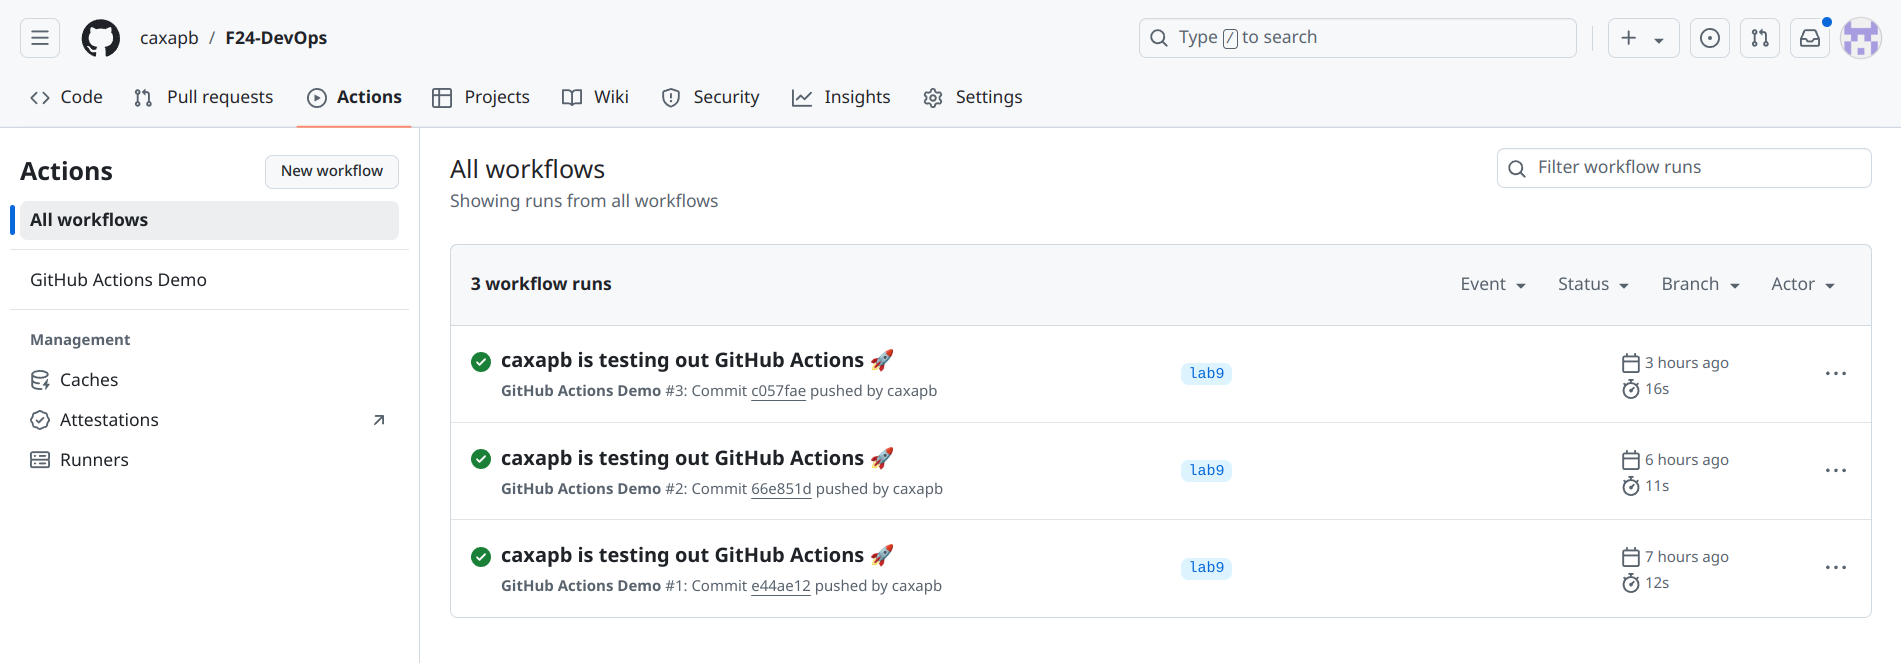 caxapb / F24-DevOps
Type / to search
Code Pull requests Actions Projects Wiki Security Insights Settings
Actions
New workflow
All workflows
GitHub Actions Demo
Management
Caches
Attestations
Runners
All workflows
Showing runs from all workflows
Filter workflow runs
3 workflow runs
Event Status Branch Actor
caxapb is testing out GitHub Actions 🚀
GitHub Actions Demo #3: Commit c057fae pushed by caxapb
lab9
3 hours ago
16s
caxapb is testing out GitHub Actions 🚀
GitHub Actions Demo #2: Commit 66e851d pushed by caxapb
lab9
6 hours ago
11s
caxapb is testing out GitHub Actions 🚀
GitHub Actions Demo #1: Commit e44ae12 pushed by caxapb
lab9
7 hours ago
12s